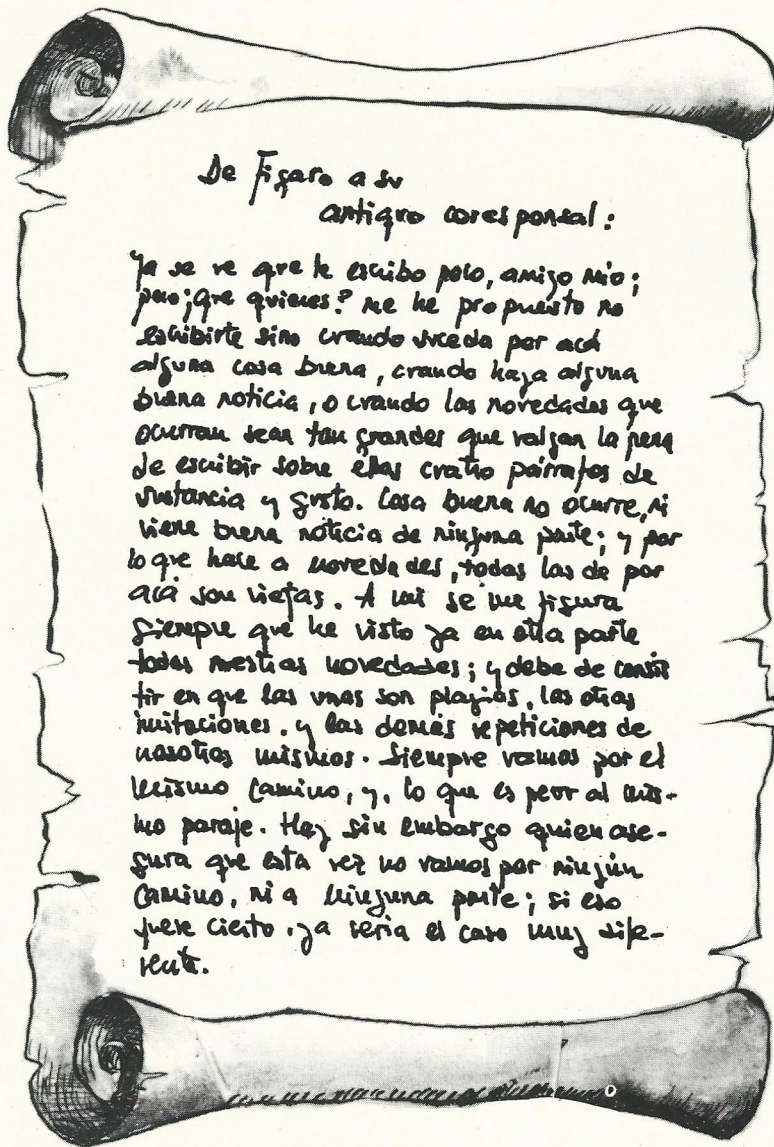 De Figaro a su
antiguo coresponsal:
Ya se ve que te escribo poco, amigo mio;
pero ¡que quieres? me he propuesto no
escribirte sino cuando suceda por acá
alguna cosa buena, cuando haya alguna
buena noticia, o cuando las novedades que
ocurran sean tan grandes que valgan la pena
de escribir sobre ellas cuatro párrafos de
sustancia y gusto. Cosa buena no ocurre, ni
viene buena noticia de ninguna parte; y por
lo que hace a novedades, todas las de por
acá son viejas. A mi se me figura
siempre que he visto ya en otra parte
todas nuestras novedades; y debe de consis
tir en que las unas son plagios, las otras
imitaciones, y las demás repeticiones de
nosotros mismos. Siempre vamos por el
mismo camino, y, lo que es peor al mis-
mo paraje. Hay sin embargo quien ase-
gura que esta vez no vamos por ningún
camino, ni a ninguna parte; si eso
fuese cierto, ya seria el caso muy dife-
rente.